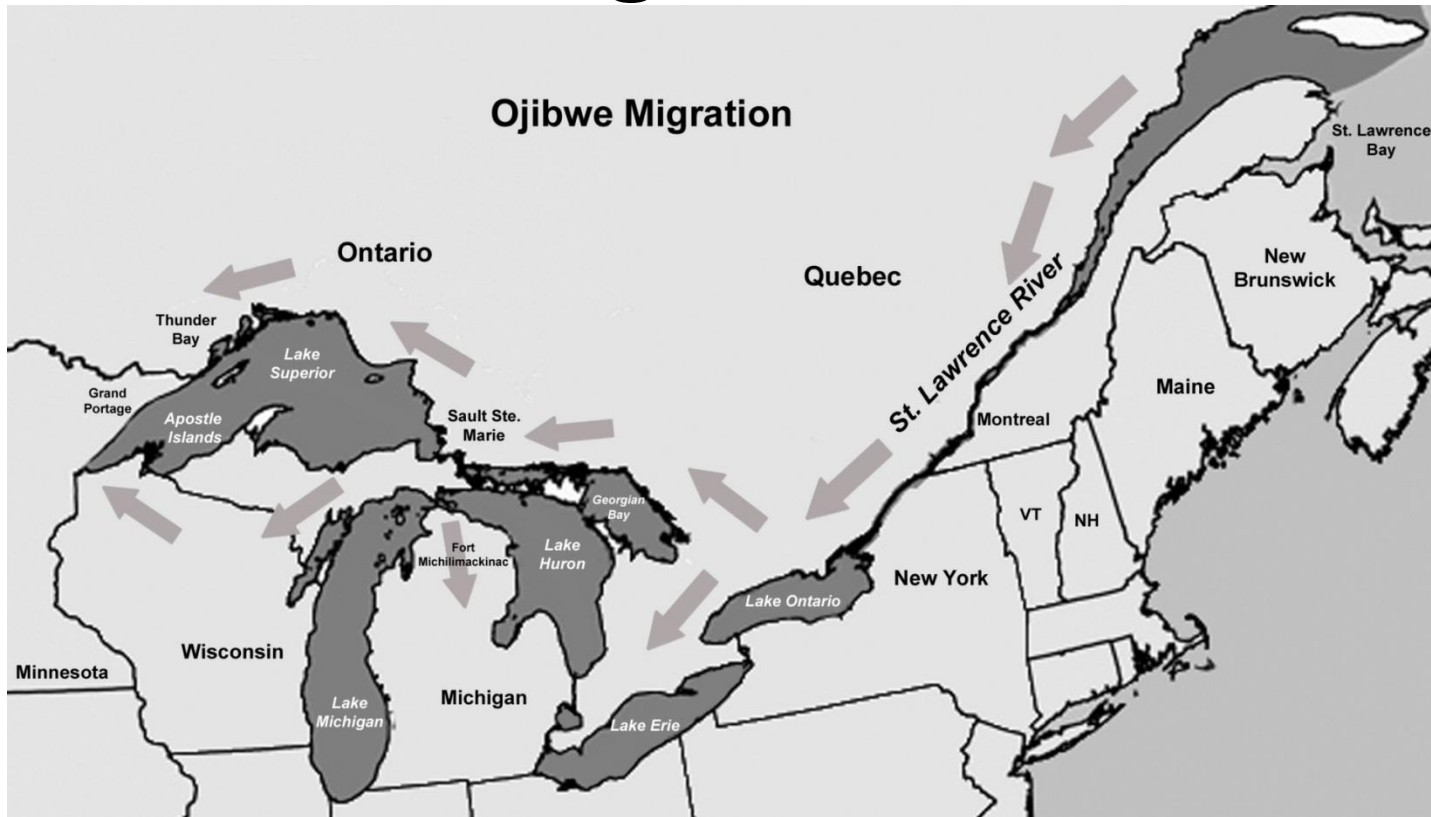 Ojibwe Migration
St. Lawrence
Bay
Ontario
Quebec
New
Brunswick
St. Lawrence River
Thunder
Bay
Lake
Superior
Grand
Portage
Apostle
Islands
Maine
Sault Ste.
Marie
Montreal
Georgian
Bay
VT
NH
Fort
Michilimackinac
Lake
Huron
New York
Lake Ontario
Wisconsin
Minnesota
Michigan
Lake
Michigan
Lake Erie